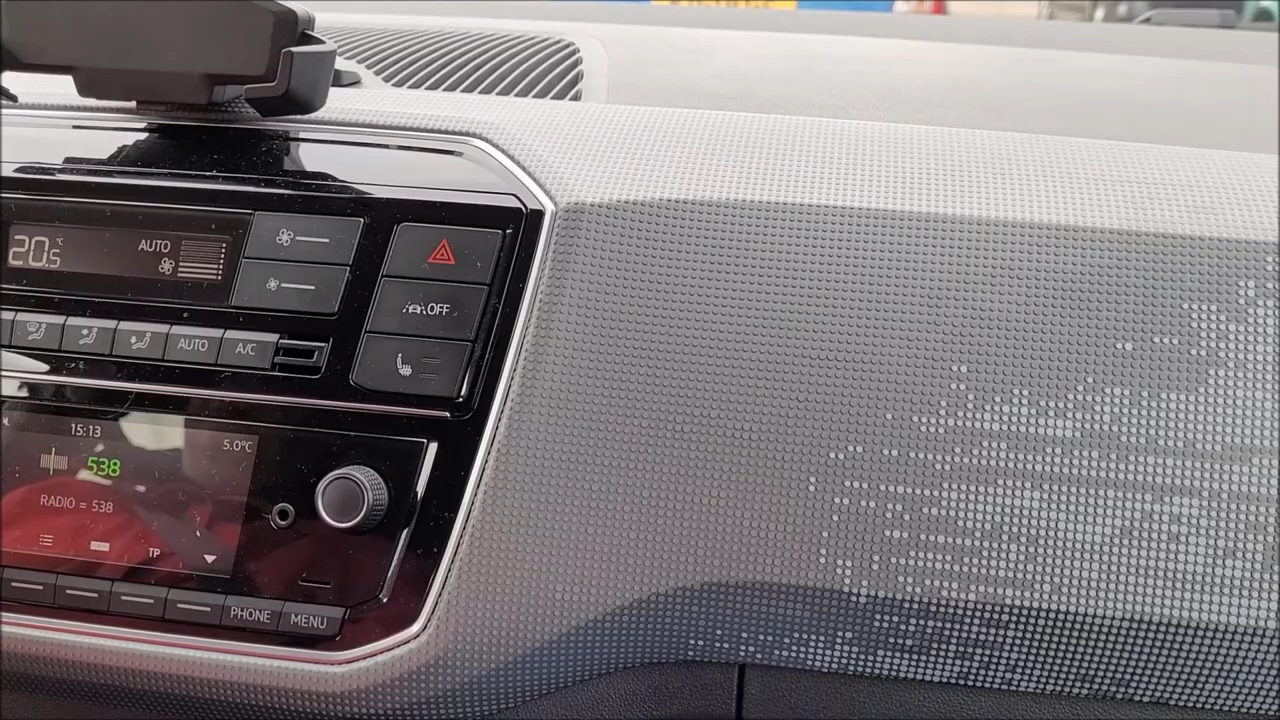 20.5 °C
AUTO
OFF
AUTO
A/C
15:13
5.0°C
538
RADIO = 538
TP
PHONE
MENU